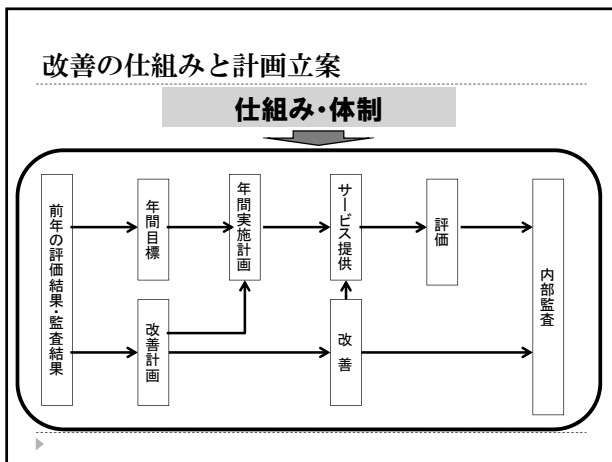 改善の仕組みと計画立案
仕組み・体制
前年の評価結果・監査結果
年間目標
年間実施計画
サービス提供
評価
内部監査
改善計画
改善